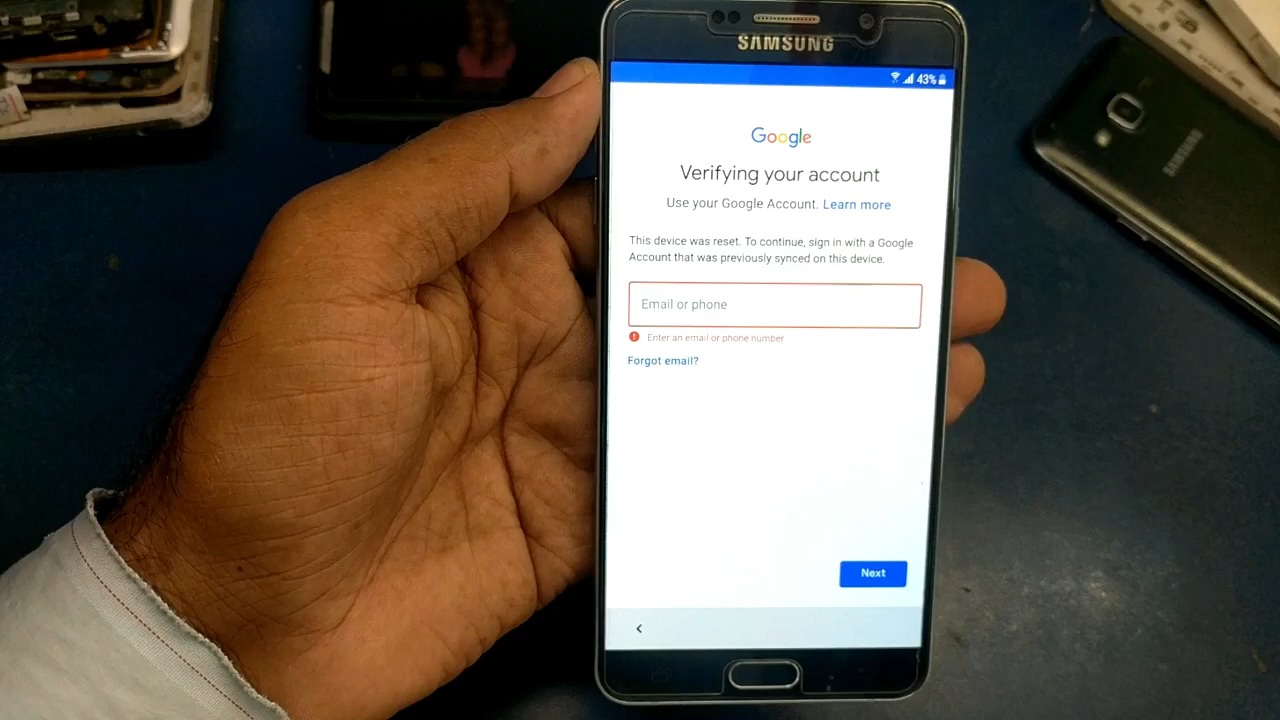 SAMSUNG
43%
Google
Verifying your account
Use your Google Account. Learn more
This device was reset. To continue, sign in with a Google
Account that was previously synced on this device.
Email or phone
Enter an email or phone number
Forgot email?
Next
SAMSUNG